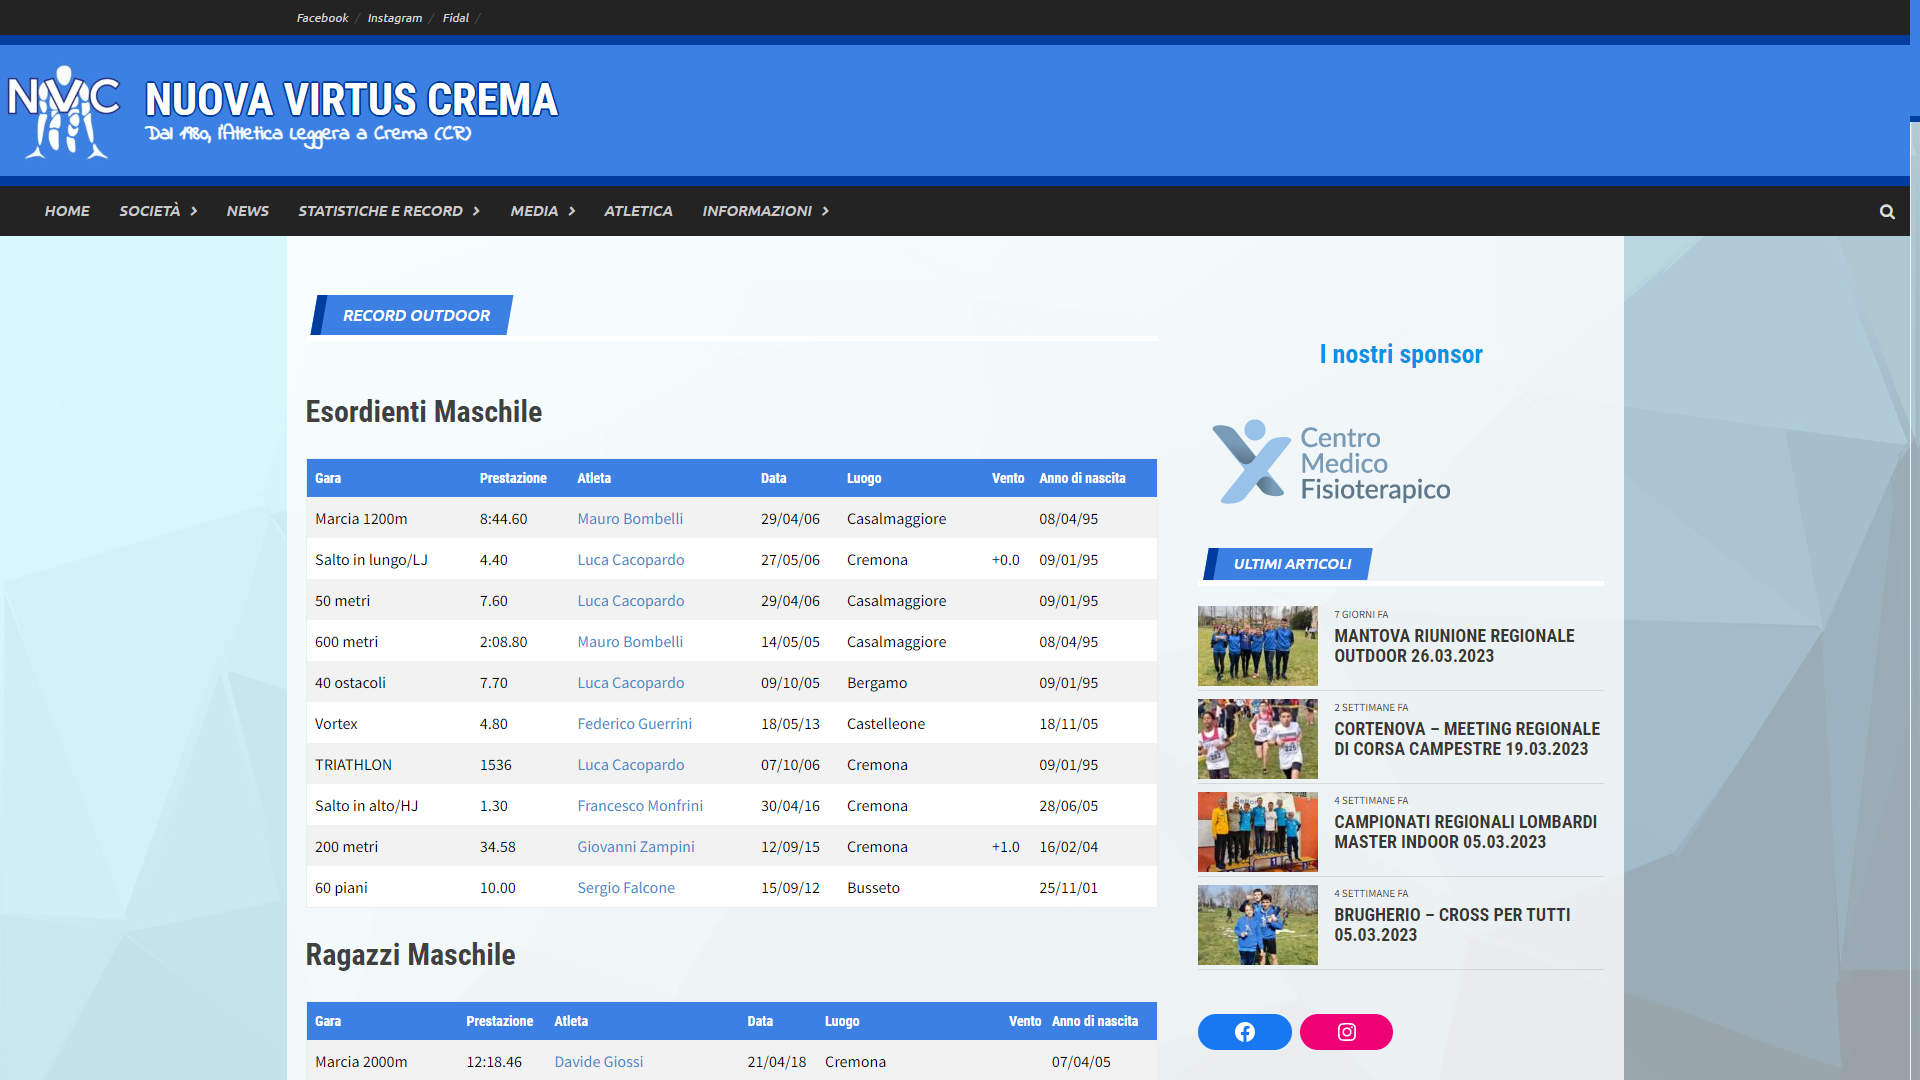 Facebook / Instagram / Fidal /
NVC
NUOVA VIRTUS CREMA
Dal 1980, l'Atletica Leggera a Crema (CR)
HOME SOCIETÀ NEWS STATISTICHE E RECORD MEDIA ATLETICA INFORMAZIONI
RECORD OUTDOOR
Esordienti Maschile
Gara Prestazione Atleta Data Luogo Vento Anno di nascita
Marcia 1200m 8:44.60 Mauro Bombelli 29/04/06 Casalmaggiore 08/04/95
Salto in lungo/LJ 4.40 Luca Cacopardo 27/05/06 Cremona +0.0 09/01/95
50 metri 7.60 Luca Cacopardo 29/04/06 Casalmaggiore 09/01/95
600 metri 2:08.80 Mauro Bombelli 14/05/05 Casalmaggiore 08/04/95
40 ostacoli 7.70 Luca Cacopardo 09/10/05 Bergamo 09/01/95
Vortex 4.80 Federico Guerrini 18/05/13 Castelleone 18/11/05
TRIATHLON 1536 Luca Cacopardo 07/10/06 Cremona 09/01/95
Salto in alto/HJ 1.30 Francesco Monfrini 30/04/16 Cremona 28/06/05
200 metri 34.58 Giovanni Zampini 12/09/15 Cremona +1.0 16/02/04
60 piani 10.00 Sergio Falcone 15/09/12 Busseto 25/11/01
Ragazzi Maschile
Gara Prestazione Atleta Data Luogo Vento Anno di nascita
Marcia 2000m 12:18.46 Davide Giossi 21/04/18 Cremona 07/04/05
I nostri sponsor
Centro
Medico
Fisioterapico
ULTIMI ARTICOLI
7 GIORNI FA
MANTOVA RIUNIONE REGIONALE
OUTDOOR 26.03.2023
2 SETTIMANE FA
CORTENOVA – MEETING REGIONALE
DI CORSA CAMPESTRE 19.03.2023
4 SETTIMANE FA
CAMPIONATI REGIONALI LOMBARDI
MASTER INDOOR 05.03.2023
4 SETTIMANE FA
BRUGHERIO – CROSS PER TUTTI
05.03.2023